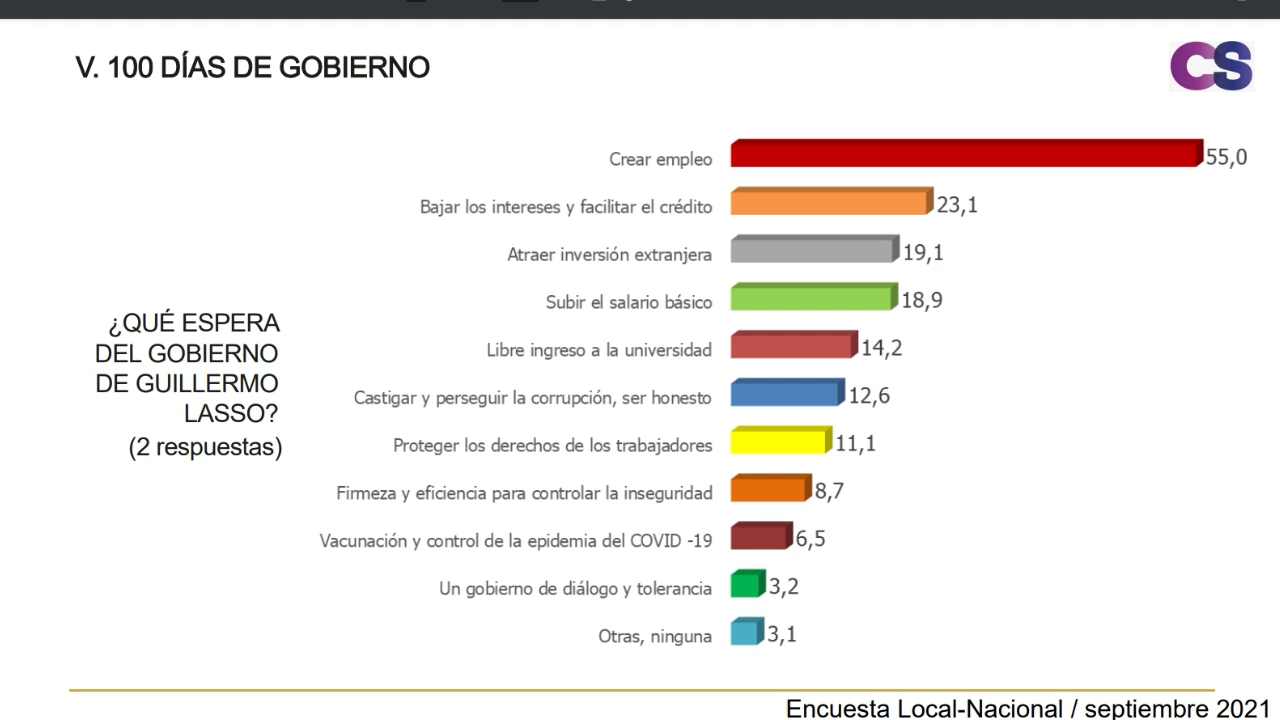 V. 100 DÍAS DE GOBIERNO
CS
Crear empleo 55,0
Bajar los intereses y facilitar el crédito 23,1
Atraer inversión extranjera 19,1
Subir el salario básico 18,9
Libre ingreso a la universidad 14,2
Castigar y perseguir la corrupción, ser honesto 12,6
Proteger los derechos de los trabajadores 11,1
Firmeza y eficiencia para controlar la inseguridad 8,7
Vacunación y control de la epidemia del COVID -19 6,5
Un gobierno de diálogo y tolerancia 3,2
Otras, ninguna 3,1
¿QUÉ ESPERA
DEL GOBIERNO
DE GUILLERMO
LASSO?
(2 respuestas)
Encuesta Local-Nacional / septiembre 2021